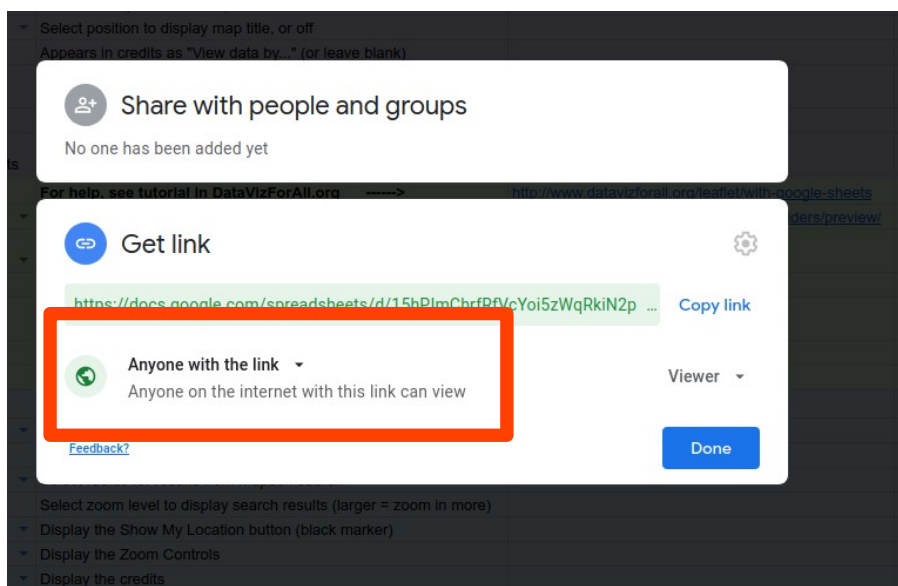 Select position to display map title, or off
Appears in credits as "View data by..." (or leave blank)
Share with people and groups
No one has been added yet
ts
For help, see tutorial in DataVizForAll.org ------>
http://www.datavizforall.org/leaflet/with-google-sheets
ders/preview/
Get link
https://docs.google.com/spreadsheets/d/15hPImChrfRfVcYoi5zWqRkiN2p ...
Copy link
Anyone with the link
Anyone on the internet with this link can view
Viewer
Feedback?
Done
Select zoom level to display search results (larger = zoom in more)
Display the Show My Location button (black marker)
Display the Zoom Controls
Display the credits